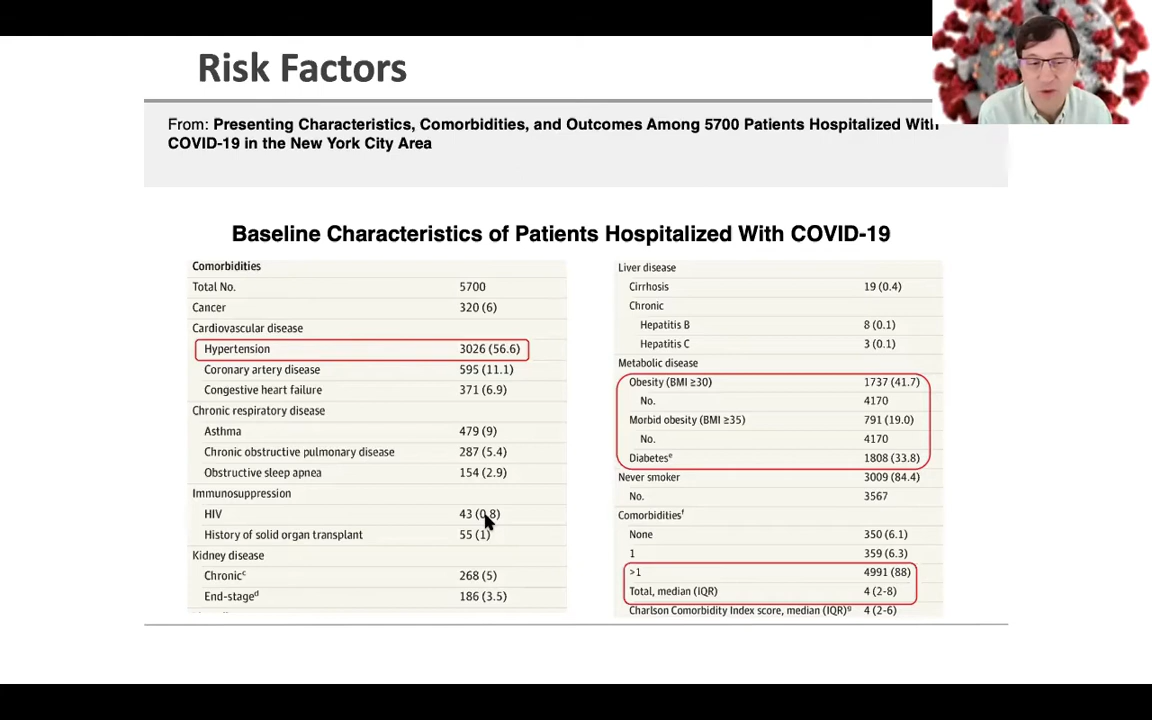 Risk Factors
From: Presenting Characteristics, Comorbidities, and Outcomes Among 5700 Patients Hospitalized With
COVID-19 in the New York City Area
Baseline Characteristics of Patients Hospitalized With COVID-19
Comorbidities
Total No. 5700
Cancer 320 (6)
Cardiovascular disease
Hypertension 3026 (56.6)
Coronary artery disease 595 (11.1)
Congestive heart failure 371 (6.9)
Chronic respiratory disease
Asthma 479 (9)
Chronic obstructive pulmonary disease 287 (5.4)
Obstructive sleep apnea 154 (2.9)
Immunosuppression
HIV 43 (0.8)
History of solid organ transplant 55 (1)
Kidney disease
Chronicᶜ 268 (5)
End-stageᵈ 186 (3.5)
Liver disease
Cirrhosis 19 (0.4)
Chronic
Hepatitis B 8 (0.1)
Hepatitis C 3 (0.1)
Metabolic disease
Obesity (BMI ≥30) 1737 (41.7)
No. 4170
Morbid obesity (BMI ≥35) 791 (19.0)
No. 4170
Diabetesᵉ 1808 (33.8)
Never smoker 3009 (84.4)
No. 3567
Comorbiditiesᶠ
None 350 (6.1)
1 359 (6.3)
>1 4991 (88)
Total, median (IQR) 4 (2-8)
Charlson Comorbidity Index score, median (IQR)ᵍ 4 (2-6)